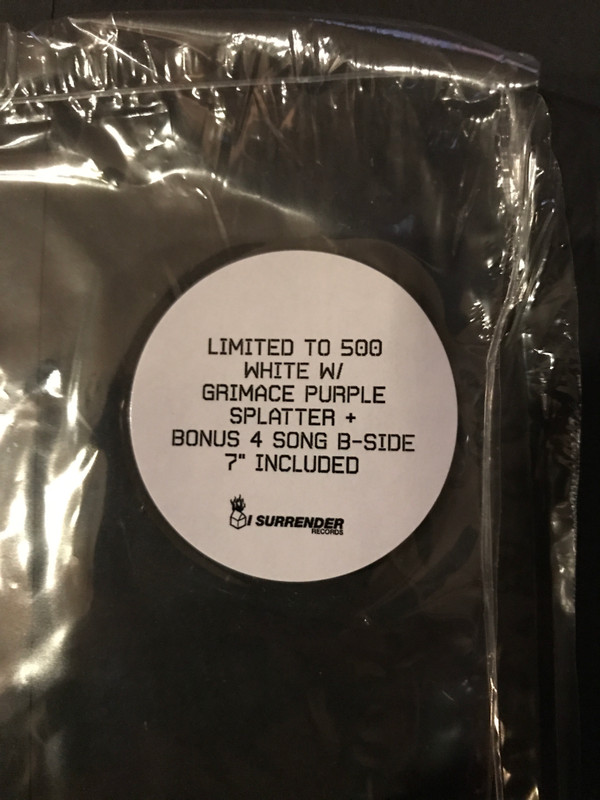 LIMITED TO 500
WHITE W/
GRIMACE PURPLE
SPLATTER +
BONUS 4 SONG B-SIDE
7" INCLUDED
I SURRENDER
RECORDS